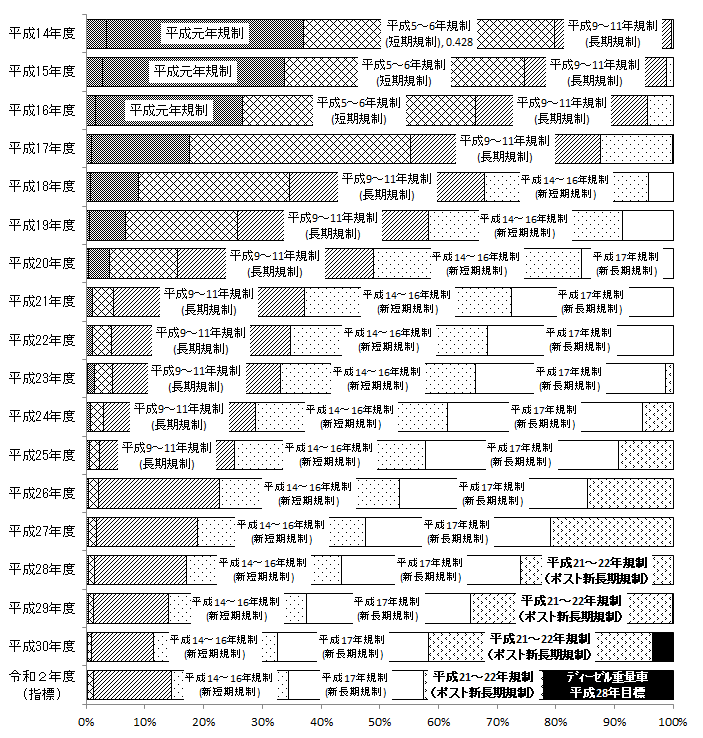 平成14年度
平成元年規制
平成5～6年規制
(短期規制), 0.428
平成9～11年規制
(長期規制)
平成15年度
平成元年規制
平成5～6年規制
(短期規制)
平成9～11年規制
(長期規制)
平成16年度
平成元年規制
平成5～6年規制
(短期規制)
平成9～11年規制
(長期規制)
平成17年度
平成9～11年規制
(長期規制)
平成18年度
平成9～11年規制
(長期規制)
平成14～16年規制
(新短期規制)
平成19年度
平成9～11年規制
(長期規制)
平成14～16年規制
(新短期規制)
平成20年度
平成9～11年規制
(長期規制)
平成14～16年規制
(新短期規制)
平成17年規制
(新長期規制)
平成21年度
平成9～11年規制
(長期規制)
平成14～16年規制
(新短期規制)
平成17年規制
(新長期規制)
平成22年度
平成9～11年規制
(長期規制)
平成14～16年規制
(新短期規制)
平成17年規制
(新長期規制)
平成23年度
平成9～11年規制
(長期規制)
平成14～16年規制
(新短期規制)
平成17年規制
(新長期規制)
平成24年度
平成9～11年規制
(長期規制)
平成14～16年規制
(新短期規制)
平成17年規制
(新長期規制)
平成25年度
平成9～11年規制
(長期規制)
平成14～16年規制
(新短期規制)
平成17年規制
(新長期規制)
平成26年度
平成14～16年規制
(新短期規制)
平成17年規制
(新長期規制)
平成27年度
平成14～16年規制
(新短期規制)
平成17年規制
(新長期規制)
平成28年度
平成14～16年規制
(新短期規制)
平成17年規制
(新長期規制)
平成21～22年規制
(ポスト新長期規制)
平成29年度
平成14～16年規制
(新短期規制)
平成17年規制
(新長期規制)
平成21～22年規制
(ポスト新長期規制)
平成30年度
平成14～16年規制
(新短期規制)
平成17年規制
(新長期規制)
平成21～22年規制
(ポスト新長期規制)
令和２年度
(指標)
平成14～16年規制
(新短期規制)
平成17年規制
(新長期規制)
平成21～22年規制
(ポスト新長期規制)
ディーゼル重量車
平成28年目標
0% 10% 20% 30% 40% 50% 60% 70% 80% 90% 100%